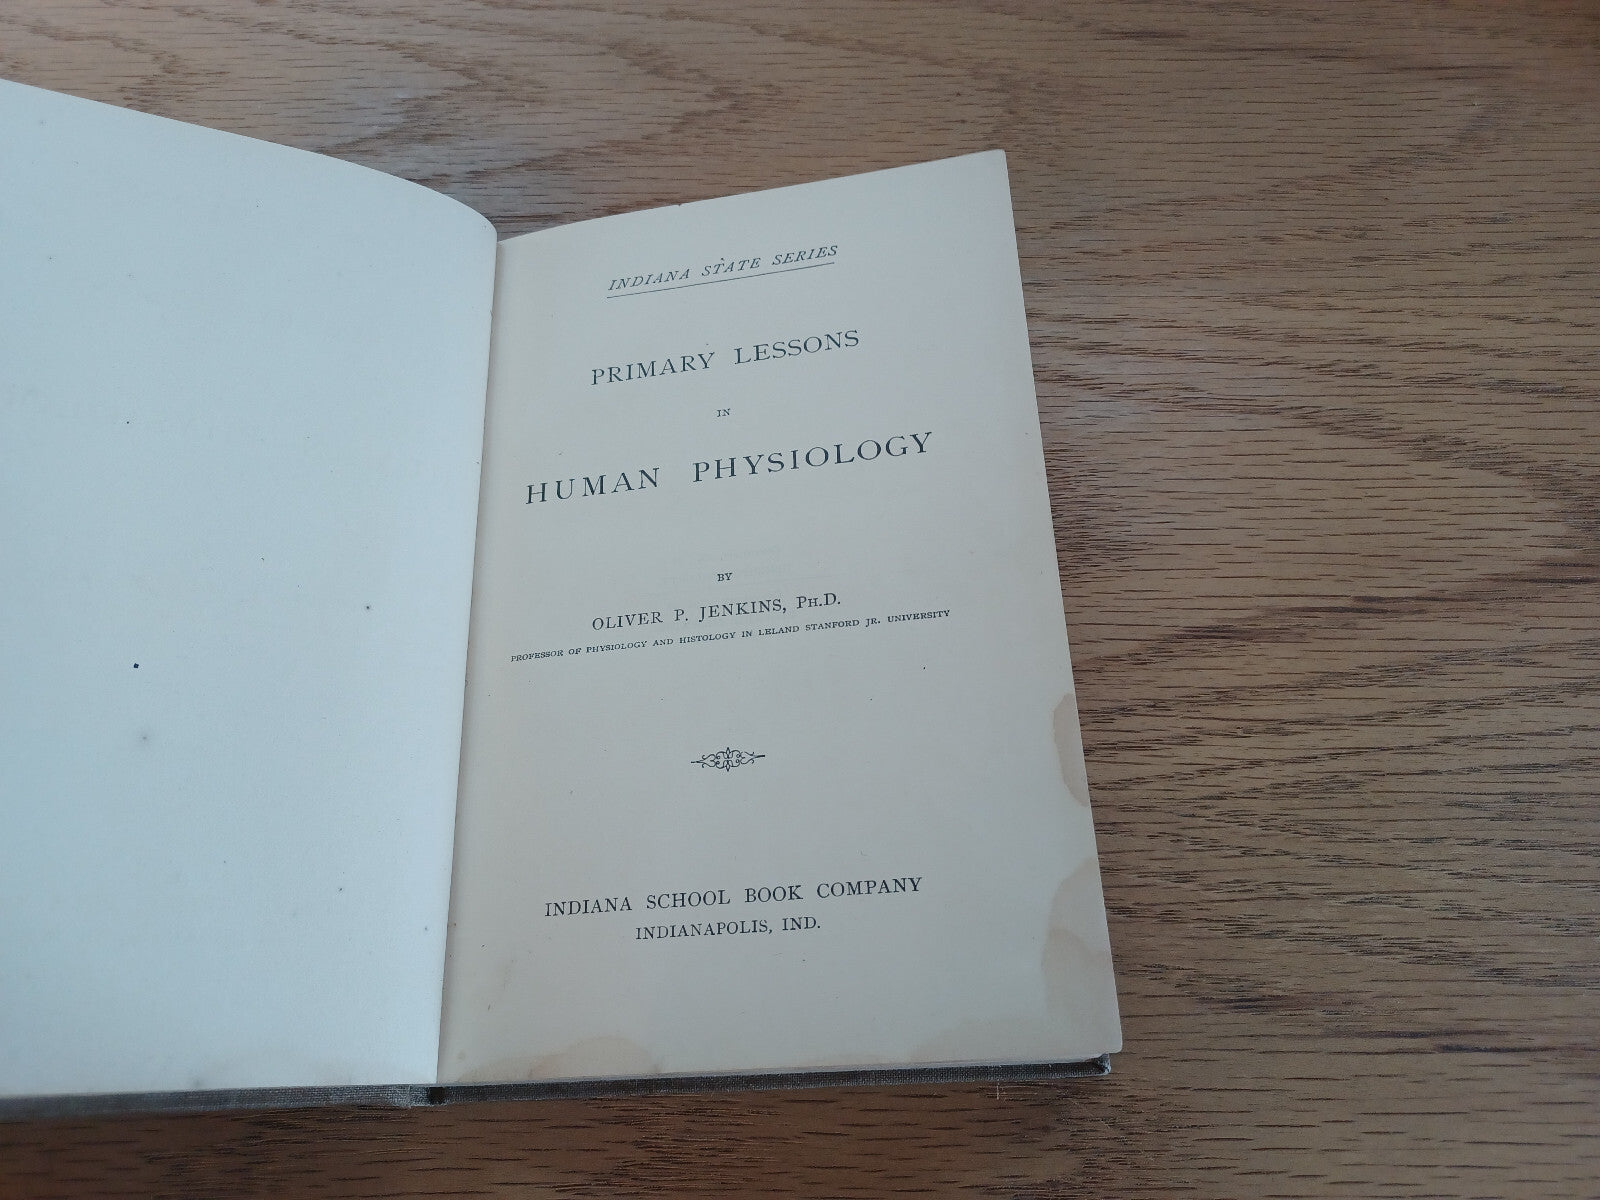 INDIANA STATE SERIES
PRIMARY LESSONS
IN
HUMAN PHYSIOLOGY
BY
OLIVER P. JENKINS, Ph.D.
PROFESSOR OF PHYSIOLOGY AND HISTOLOGY IN LELAND STANFORD JR. UNIVERSITY
INDIANA SCHOOL BOOK COMPANY
INDIANAPOLIS, IND.